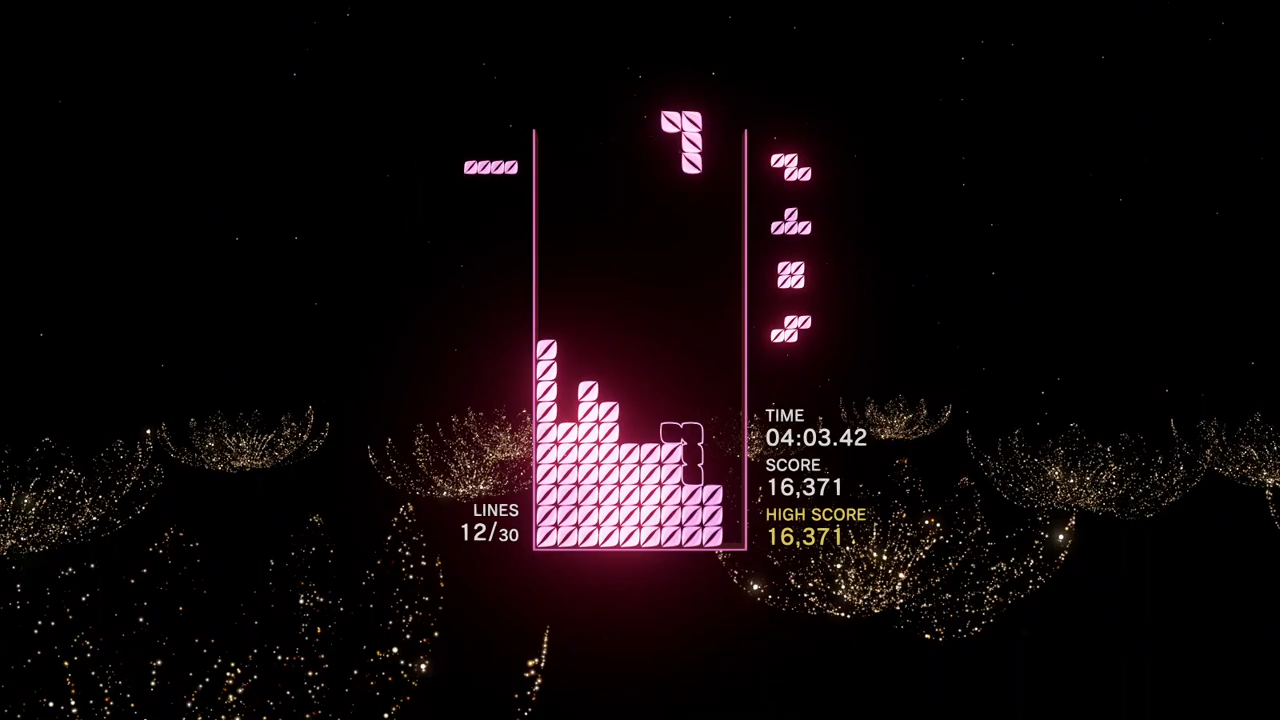 LINES
12/30
TIME
04:03.42
SCORE
16,371
HIGH SCORE
16,371